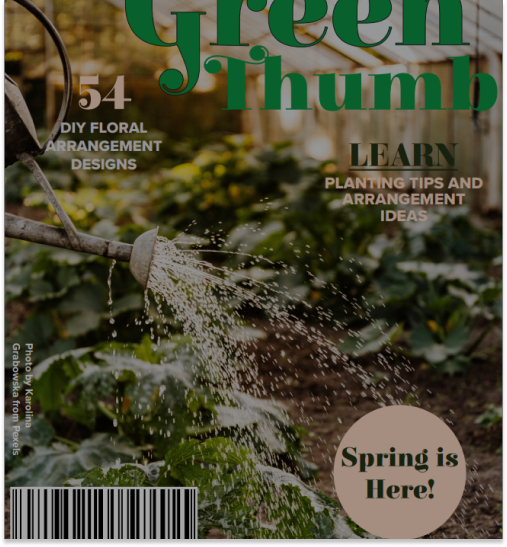 Green
Thumb
54
DIY FLORAL
ARRANGEMENT
DESIGNS
LEARN
PLANTING TIPS AND
ARRANGEMENT
IDEAS
Photo by Karolina
Grabowska from Pexels
Spring is
Here!